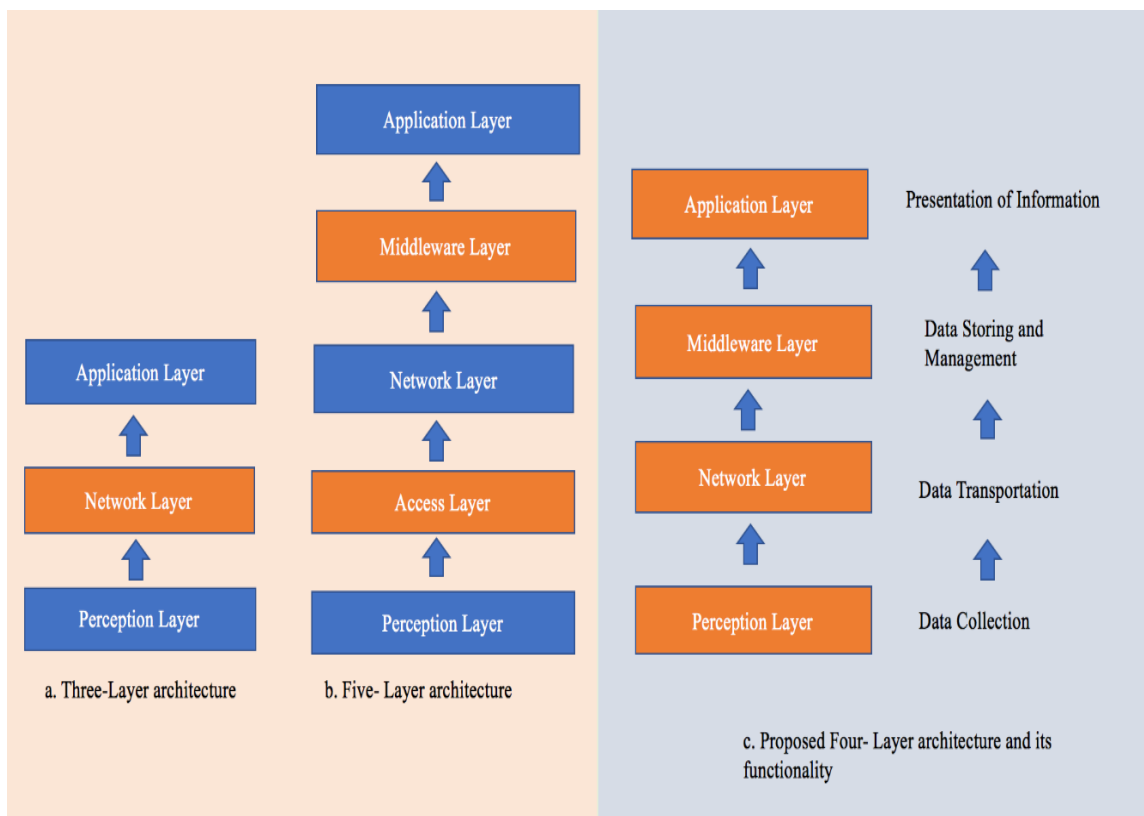 Application Layer
Network Layer
Perception Layer
a. Three-Layer architecture
Application Layer
Middleware Layer
Network Layer
Access Layer
Perception Layer
b. Five- Layer architecture
Application Layer
Presentation of Information
Middleware Layer
Data Storing and
Management
Network Layer
Data Transportation
Perception Layer
Data Collection
c. Proposed Four- Layer architecture and its
functionality